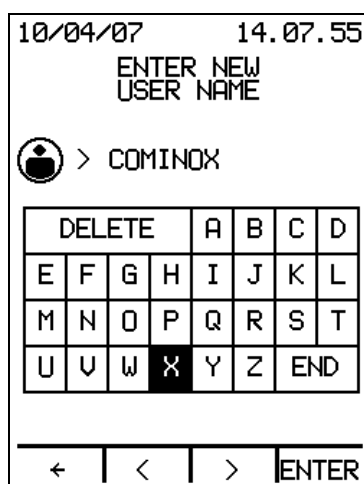 10/04/07 14.07.55
ENTER NEW
USER NAME
> COMINOX
DELETE A B C D
E F G H I J K L
M N O P Q R S T
U V W X Y Z END
← < > ENTER